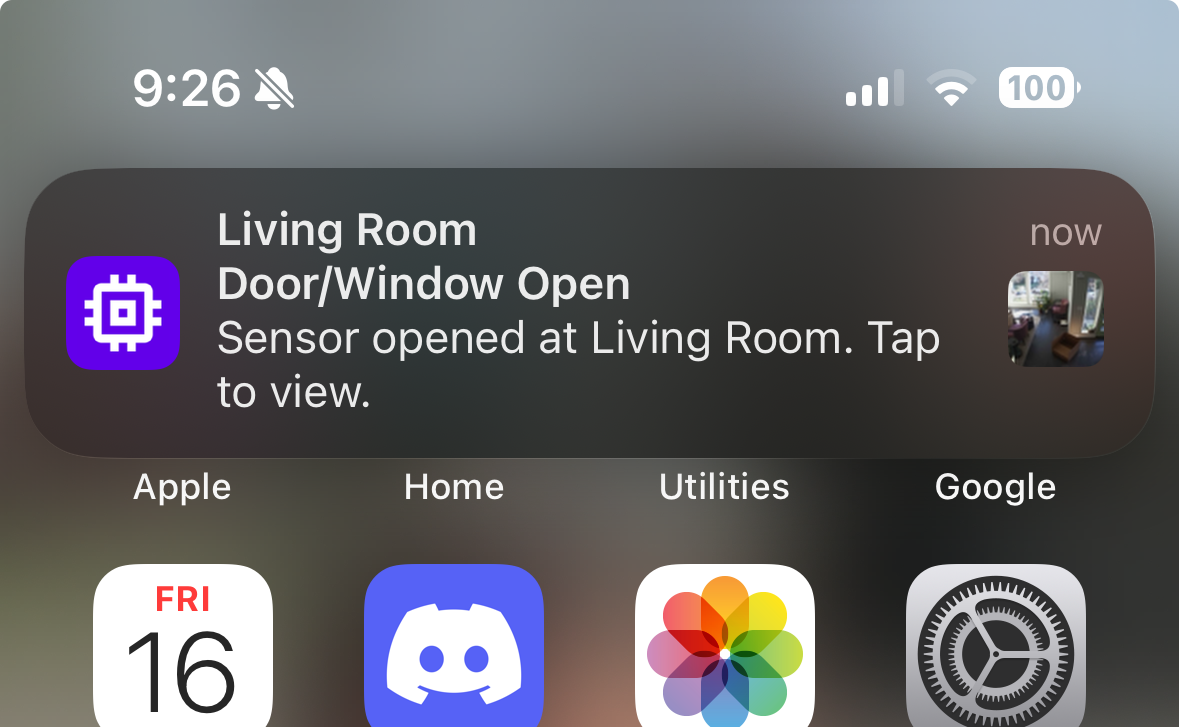 9:26
100
Living Room
now
Door/Window Open
Sensor opened at Living Room. Tap
to view.
Apple
Home
Utilities
Google
FRI
16